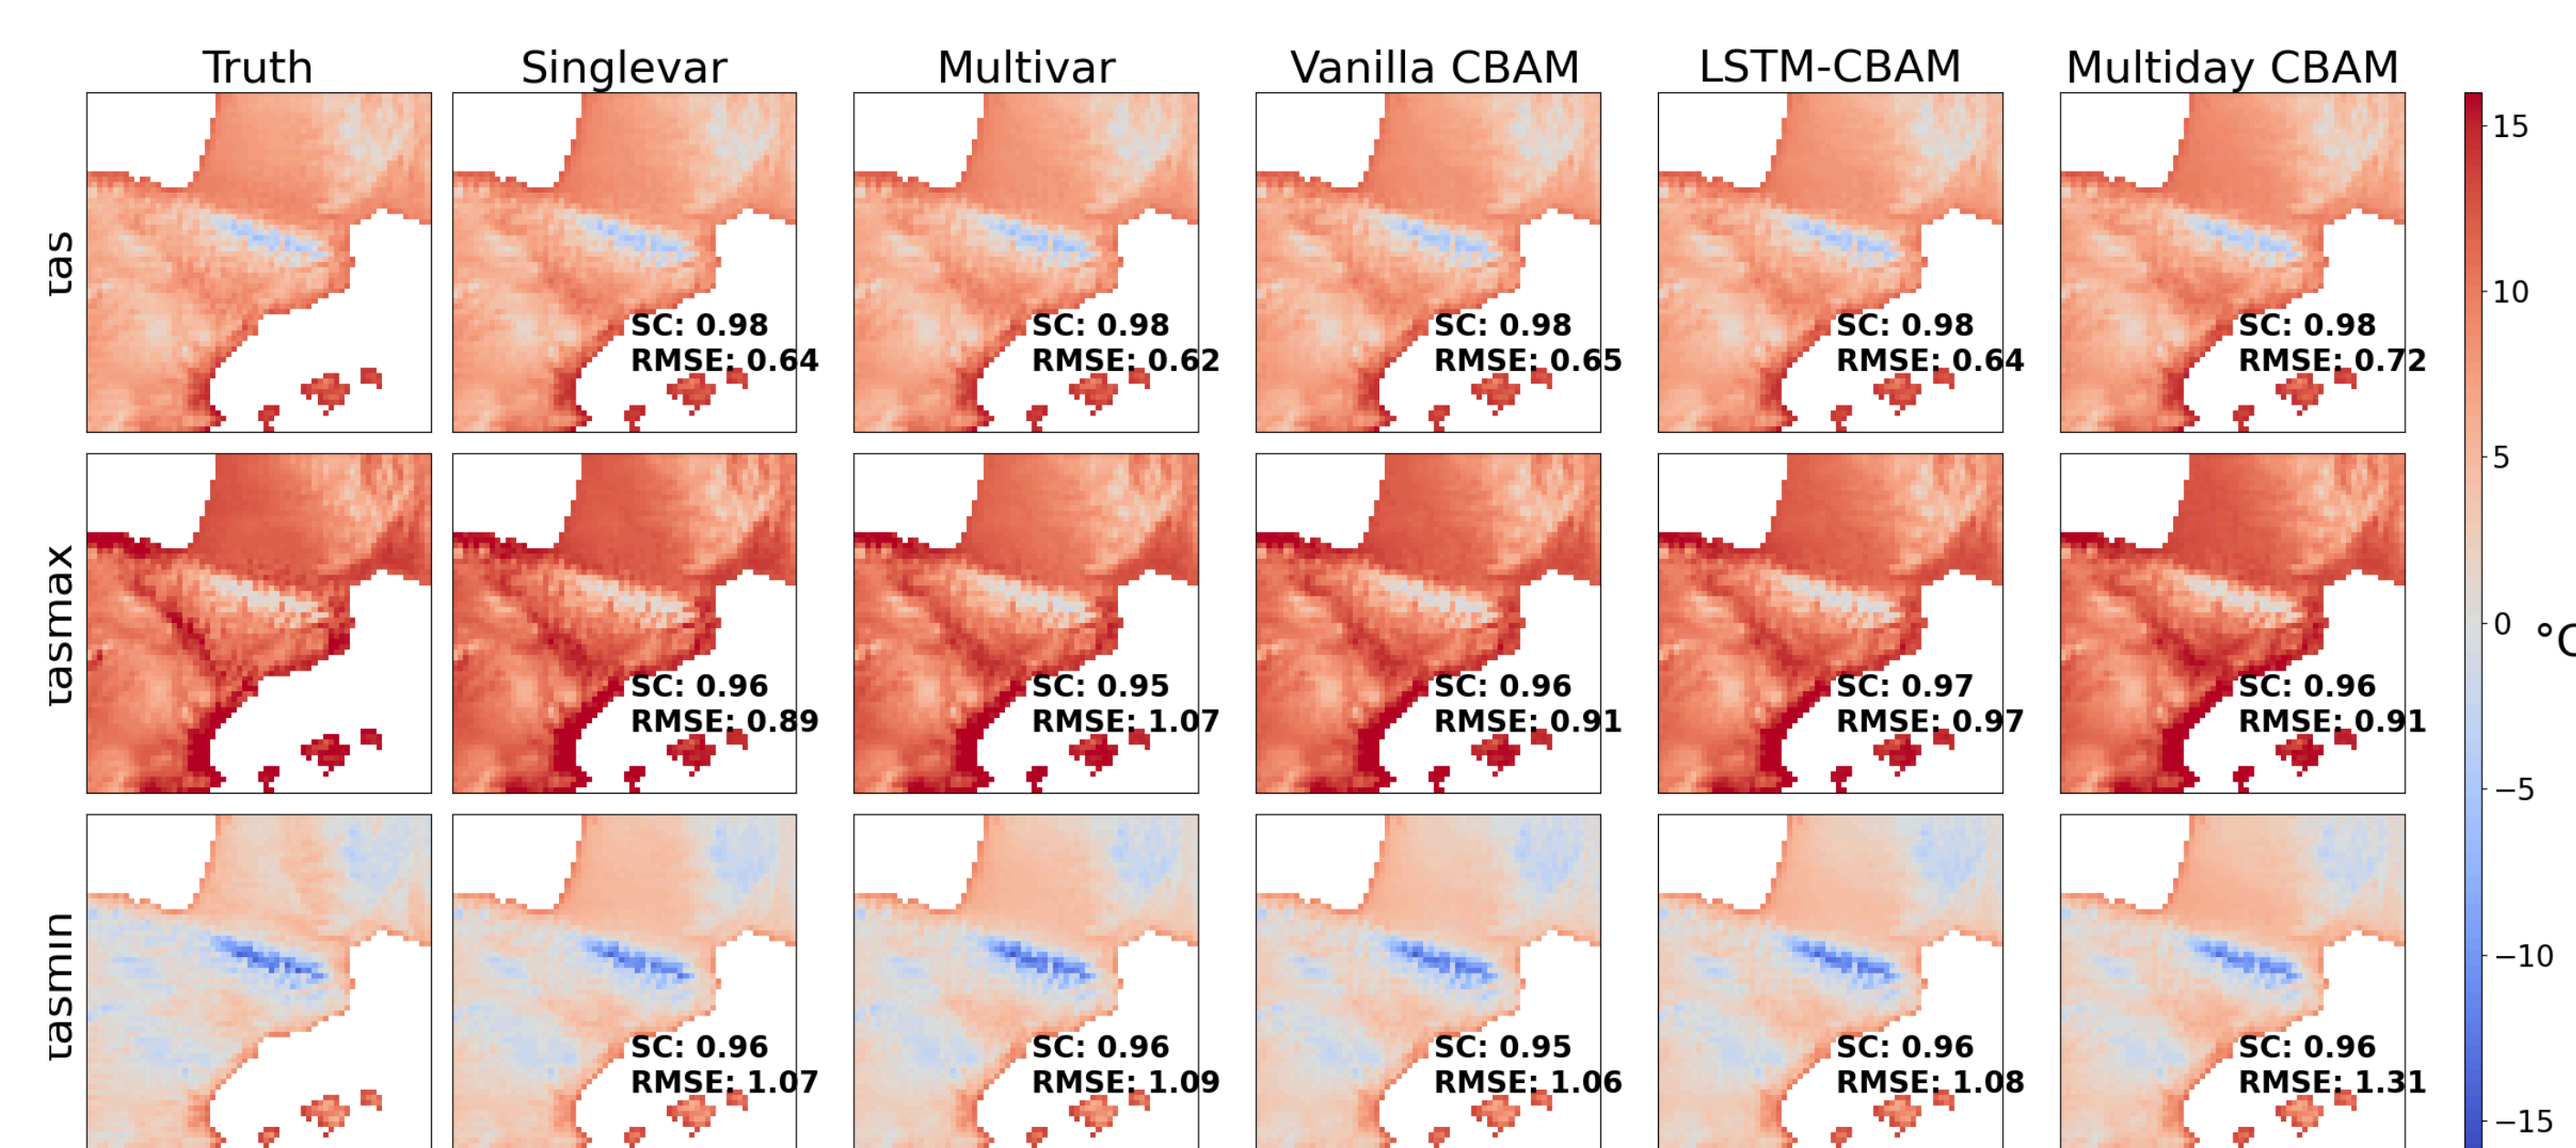 Truth Singlevar Multivar Vanilla CBAM LSTM-CBAM Multiday CBAM
tas
SC: 0.98 SC: 0.98 SC: 0.98 SC: 0.98 SC: 0.98
RMSE: 0.64 RMSE: 0.62 RMSE: 0.65 RMSE: 0.64 RMSE: 0.72
tasmax
SC: 0.96 SC: 0.95 SC: 0.96 SC: 0.97 SC: 0.96
RMSE: 0.89 RMSE: 1.07 RMSE: 0.91 RMSE: 0.97 RMSE: 0.91
tasmin
SC: 0.96 SC: 0.96 SC: 0.95 SC: 0.96 SC: 0.96
RMSE: 1.07 RMSE: 1.09 RMSE: 1.06 RMSE: 1.08 RMSE: 1.31
15
10
5
0
−5
−10
−15
°C